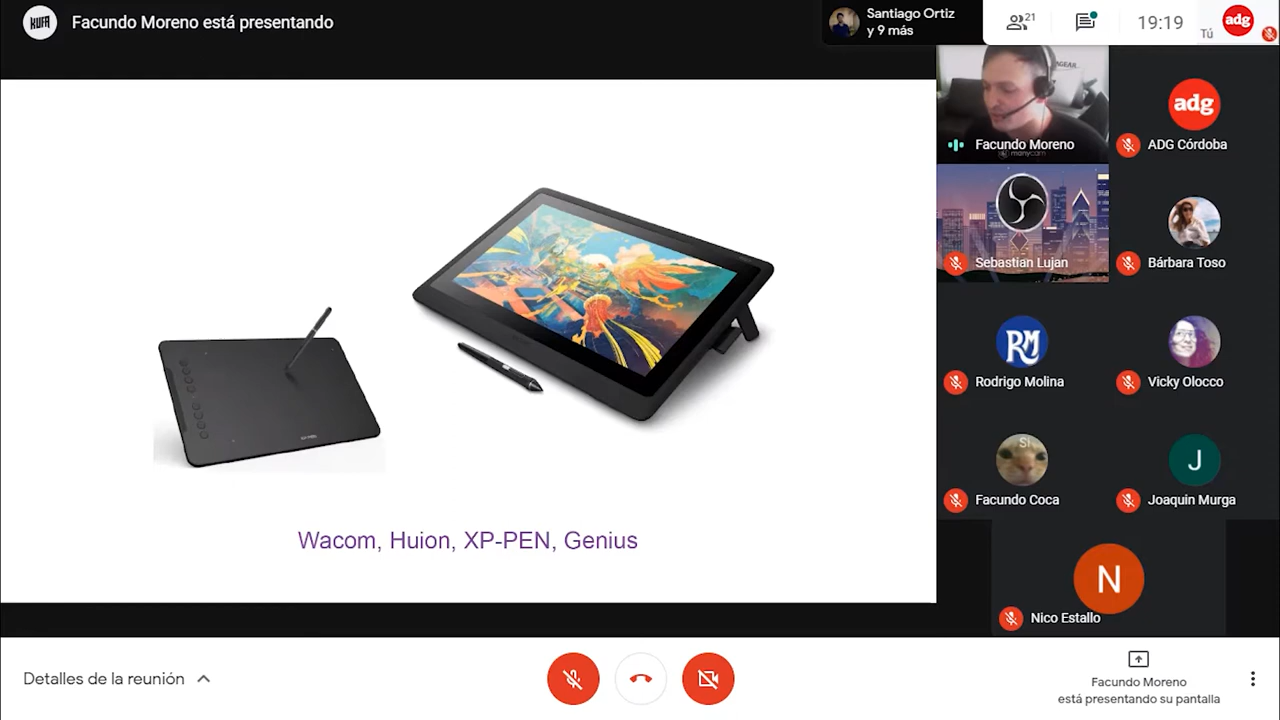 KUFA
Facundo Moreno está presentando
Santiago Ortiz
y 9 más
21
19:19
Tú
adg
Facundo Moreno
manycam
adg
ADG Córdoba
Sebastian Lujan
Bárbara Toso
RM
Rodrigo Molina
Vicky Olocco
SI
Facundo Coca
J
Joaquin Murga
N
Nico Estallo
Wacom, Huion, XP-PEN, Genius
Detalles de la reunión
Facundo Moreno
está presentando su pantalla